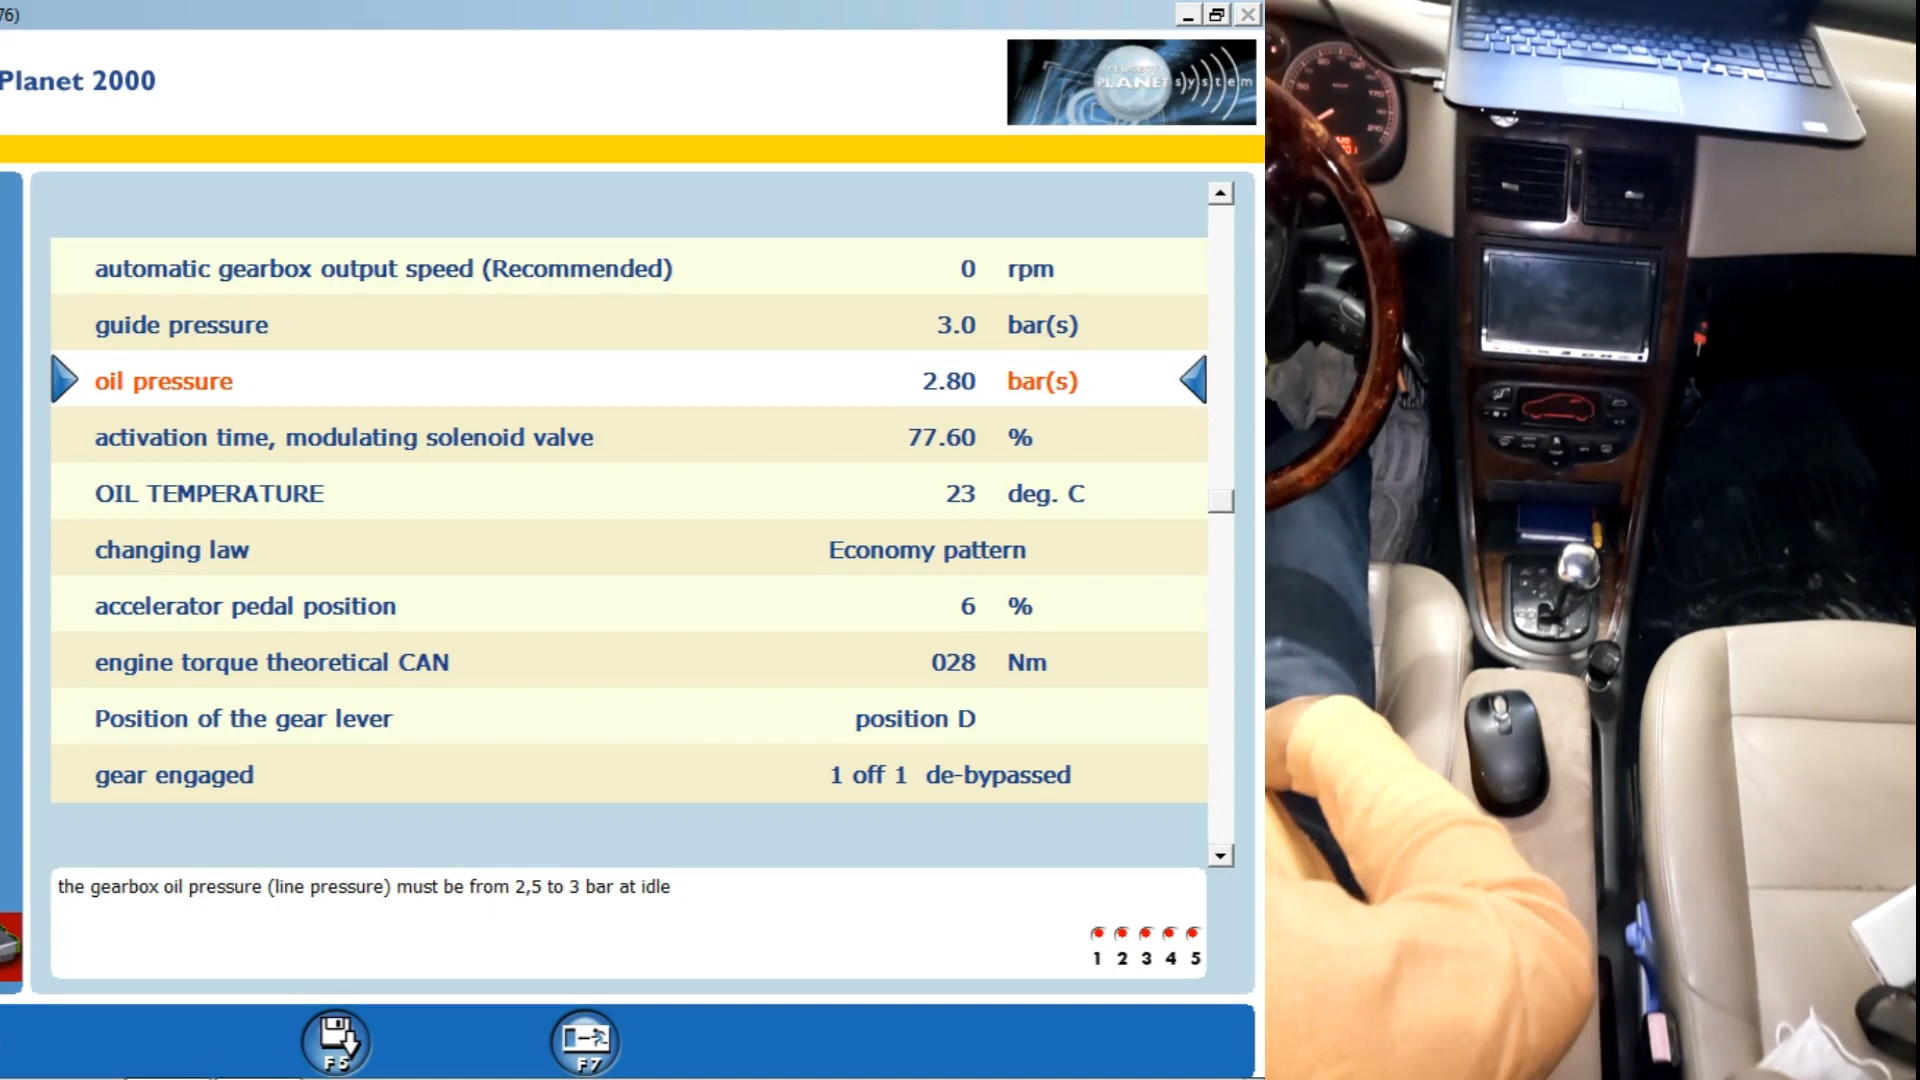 76)
Planet 2000
PEUGEOT
PLANET system
automatic gearbox output speed (Recommended) 0 rpm
guide pressure 3.0 bar(s)
oil pressure 2.80 bar(s)
activation time, modulating solenoid valve 77.60 %
OIL TEMPERATURE 23 deg. C
changing law Economy pattern
accelerator pedal position 6 %
engine torque theoretical CAN 028 Nm
Position of the gear lever position D
gear engaged 1 off 1 de-bypassed
the gearbox oil pressure (line pressure) must be from 2,5 to 3 bar at idle
1 2 3 4 5
F5
F7